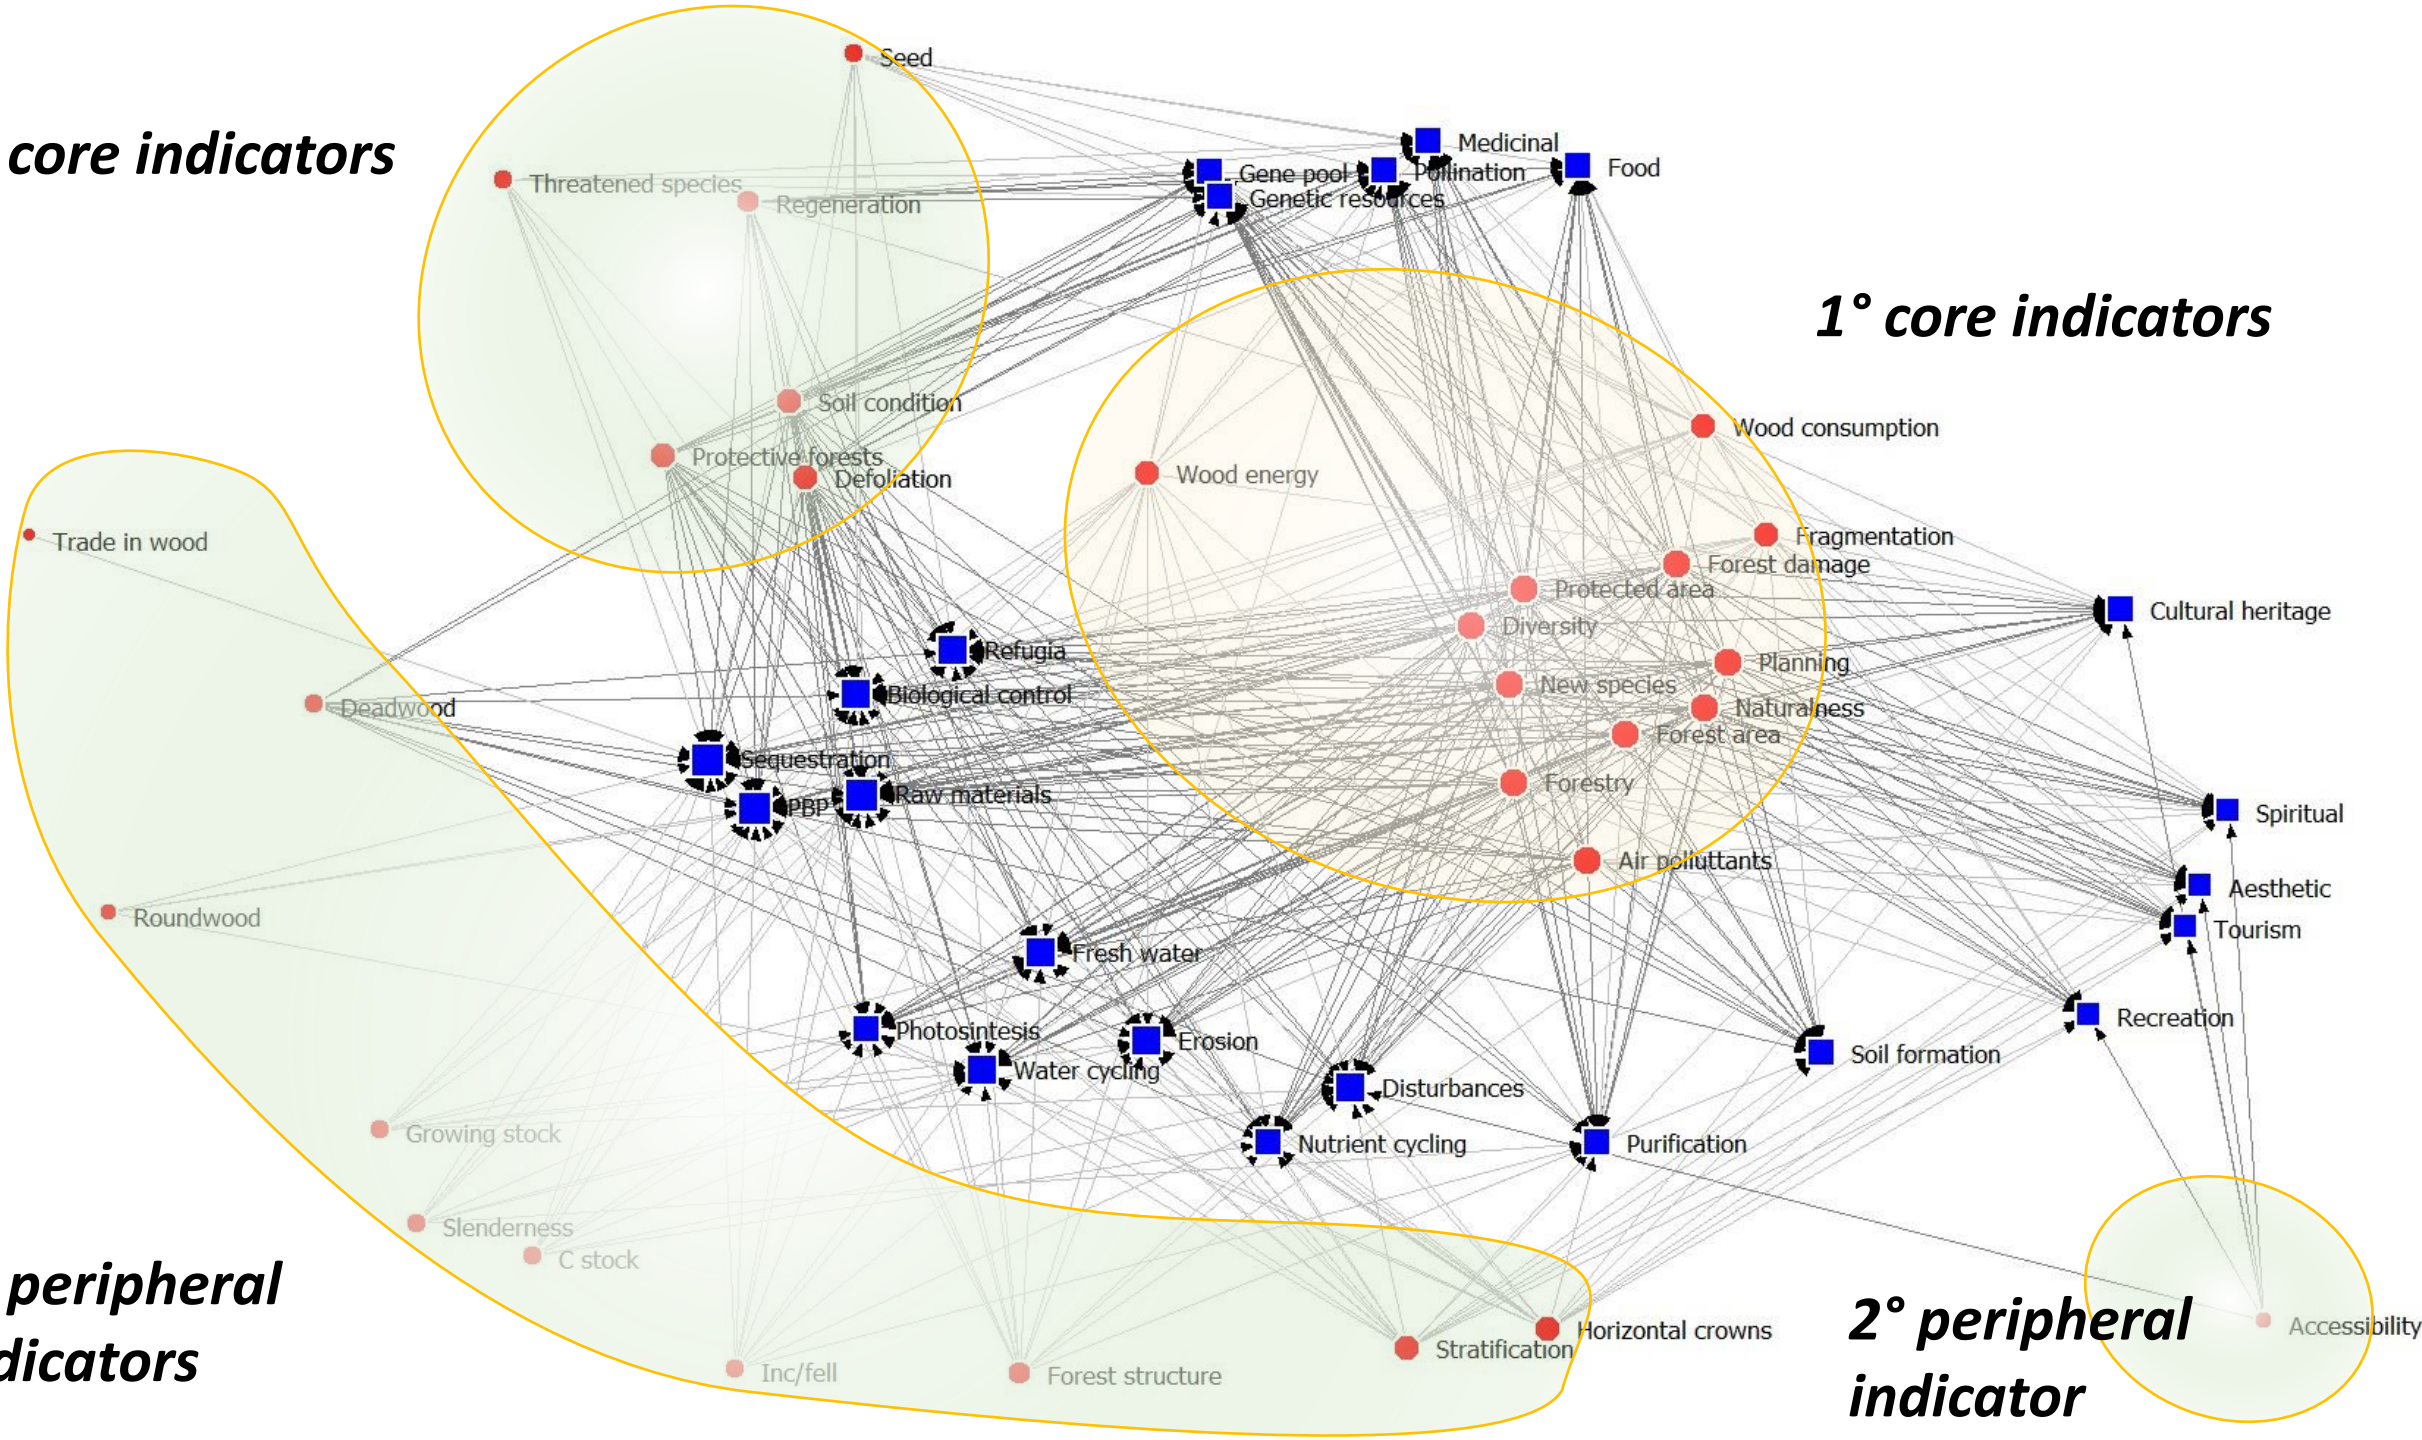 Seed
Medicinal
core indicators
Gene pool
Pollination
Food
Threatened species
Regeneration
Genetic resources
1° core indicators
Soil condition
Wood consumption
Protective forests
Defoliation
Wood energy
Trade in wood
Fragmentation
Forest damage
Protected area
Cultural heritage
Diversity
Refugia
Planning
Biological control
New species
Deadwood
Naturalness
Forest area
Sequestration
Forestry
PBP
Raw materials
Spiritual
Air polluttants
Aesthetic
Roundwood
Tourism
Fresh water
Recreation
Photosintesis
Erosion
Soil formation
Water cycling
Disturbances
Growing stock
Nutrient cycling
Purification
Slenderness
C stock
peripheral
dicators
Horizontal crowns
2° peripheral
indicator
Accessibility
Stratification
Inc/fell
Forest structure